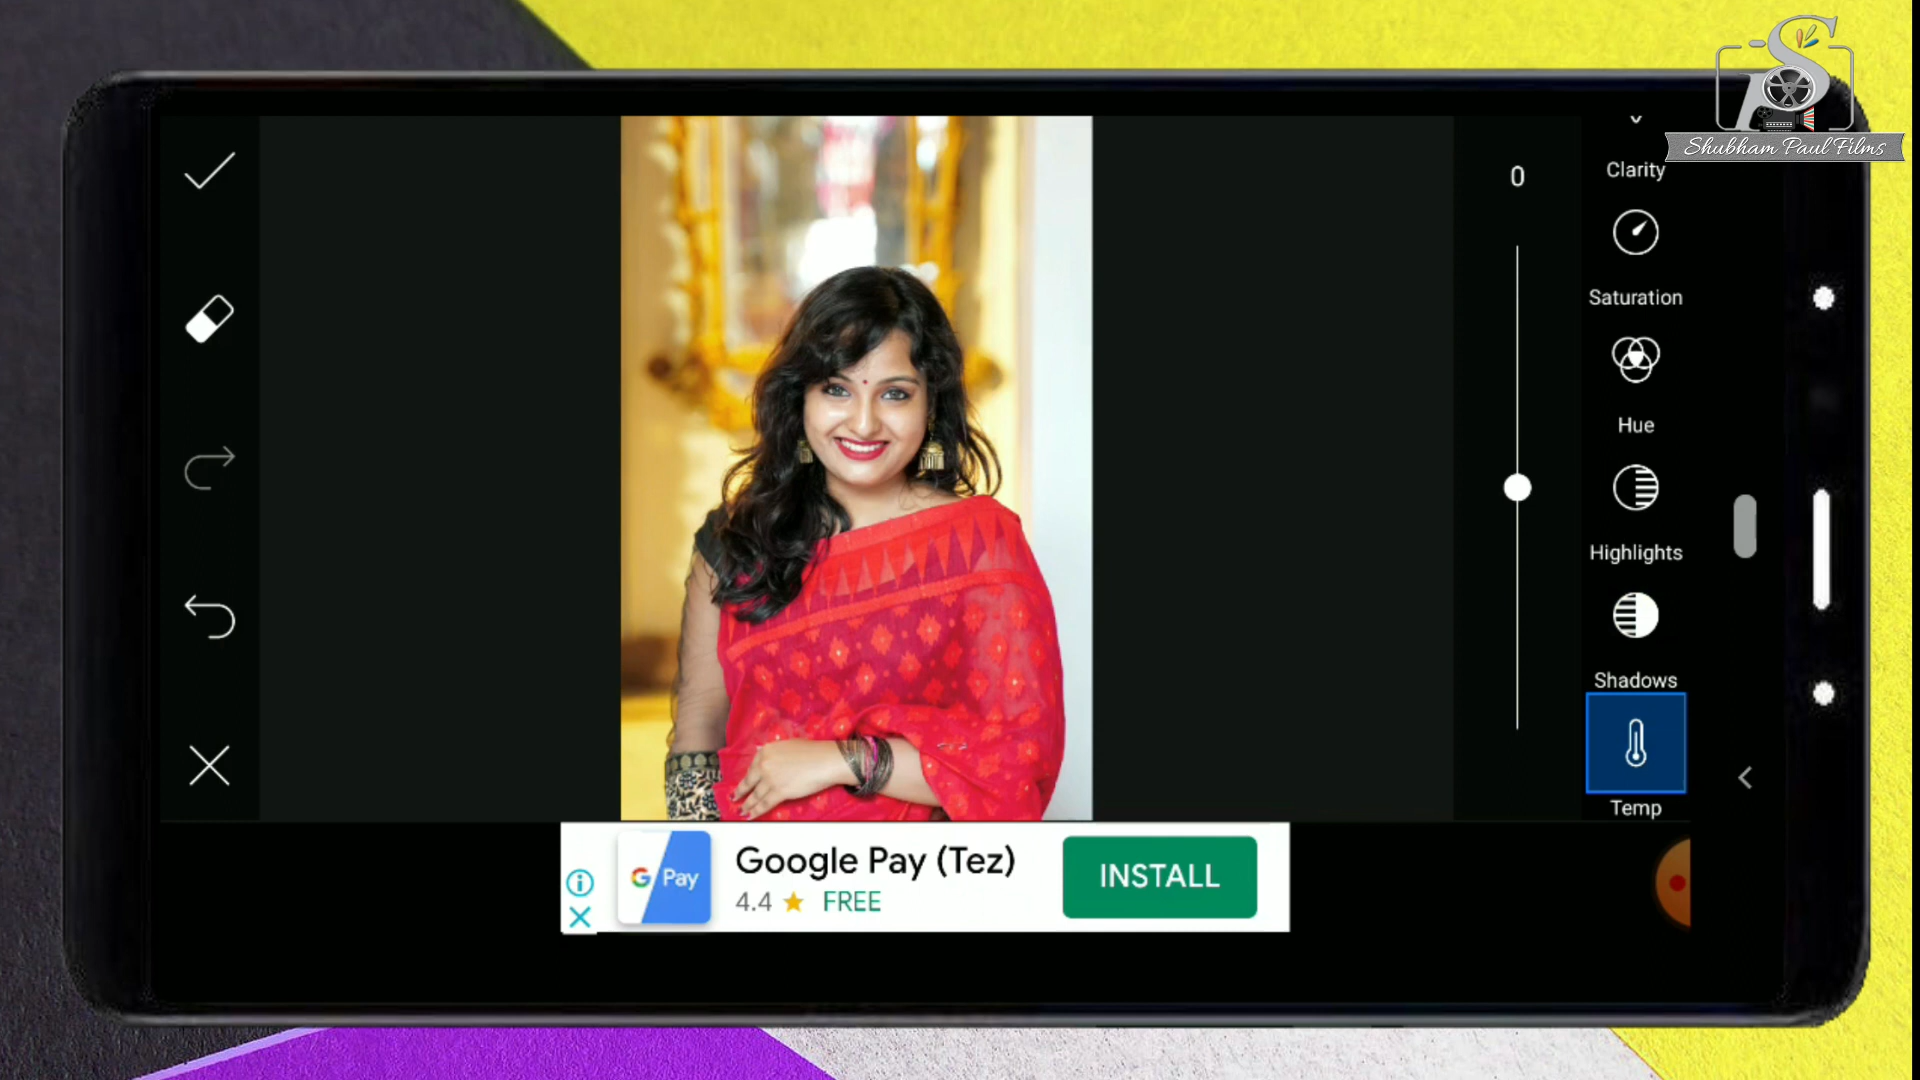 Shubham Paul Films
0
Clarity
Saturation
Hue
Highlights
Shadows
Temp
G Pay
Google Pay (Tez)
4.4 ★ FREE
INSTALL